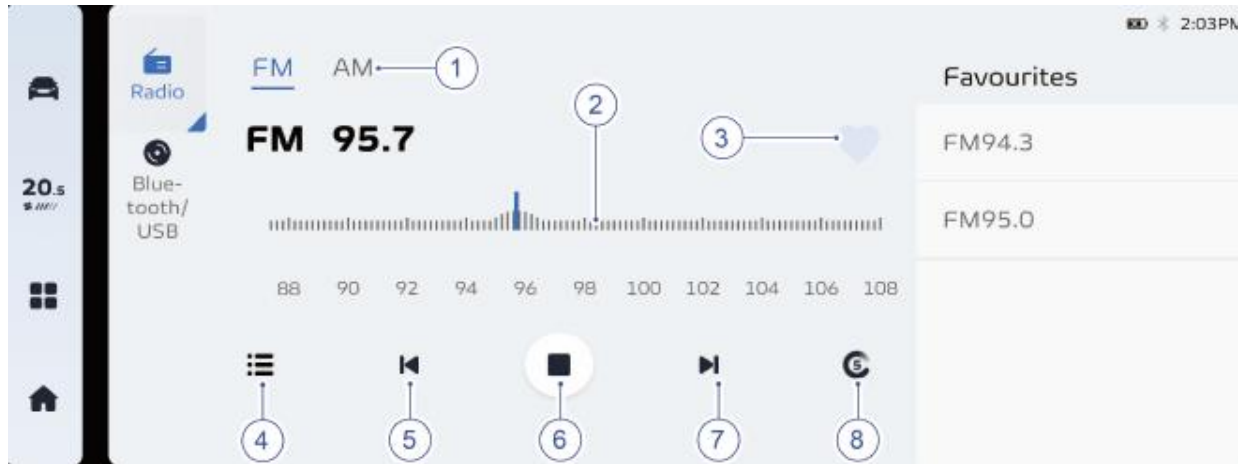 2:03PM
Radio
Blue-
tooth/
USB
20.5
FM AM
1
2
FM 95.7
3
88 90 92 94 96 98 100 102 104 106 108
S
4
5
6
7
8
Favourites
FM94.3
FM95.0